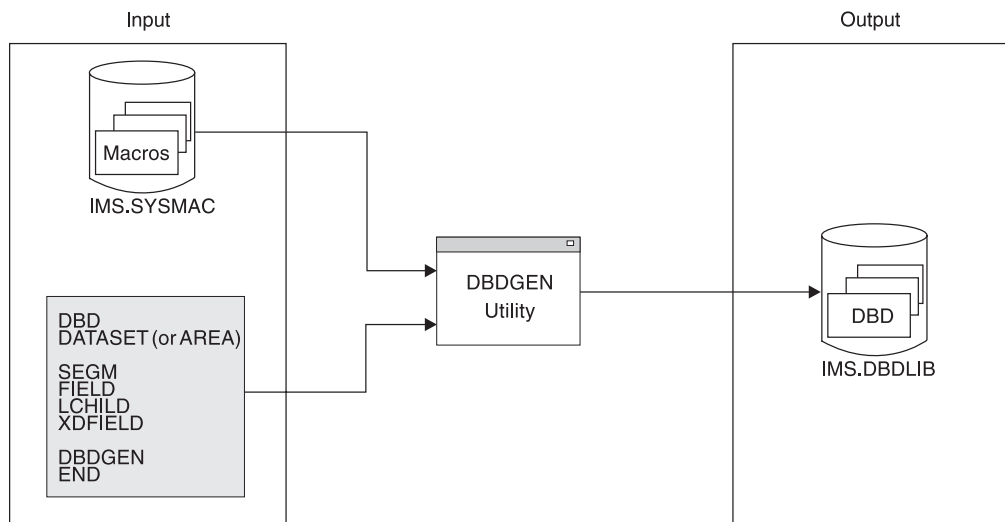 Input
Output
Macros
IMS.SYSMAC
DBD
DATASET (or AREA)
SEGM
FIELD
LCHILD
XDFIELD
DBDGEN
END
DBDGEN
Utility
DBD
IMS.DBDLIB